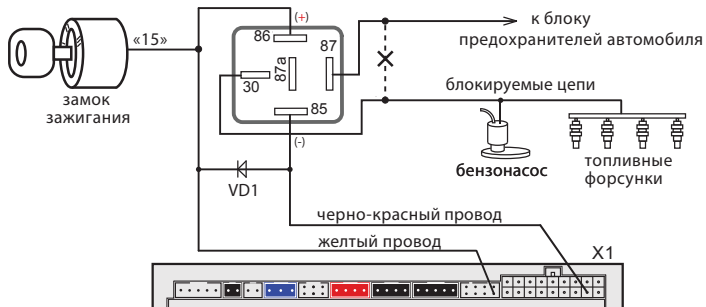 (+)
к блоку
предохранителей автомобиля
«15»
86
87
87a
30
85
(-)
замок
зажигания
блокируемые цепи
бензонасос
топливные
форсунки
VD1
черно-красный провод
желтый провод
X1